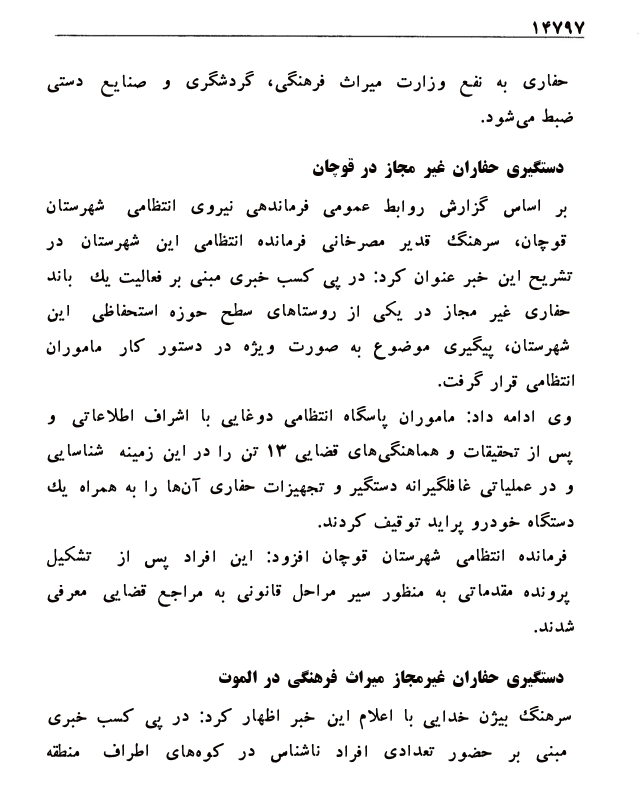 ۱۴۷۹۷
حفاری به نفع وزارت میراث فرهنگی، گردشگری و صنایع دستی
ضبط می‌شود.
دستگیری حفاران غیر مجاز در قوچان
بر اساس گزارش روابط عمومی فرماندهی نیروی انتظامی شهرستان
قوچان، سرهنگ قدیر مصرخانی فرمانده انتظامی این شهرستان در
تشریح این خبر عنوان کرد: در پی کسب خبری مبنی بر فعالیت یك باند
حفاری غیر مجاز در یکی از روستاهای سطح حوزه استحفاظی این
شهرستان، پیگیری موضوع به صورت ویژه در دستور کار ماموران
انتظامی قرار گرفت.
وی ادامه داد: ماموران پاسگاه انتظامی دوغایی با اشراف اطلاعاتی و
پس از تحقیقات و هماهنگی‌های قضایی ۱۳ تن را در این زمینه شناسایی
و در عملیاتی غافلگیرانه دستگیر و تجهیزات حفاری آن‌ها را به همراه یك
دستگاه خودرو پراید توقیف کردند.
فرمانده انتظامی شهرستان قوچان افزود: این افراد پس از تشکیل
پرونده مقدماتی به منظور سیر مراحل قانونی به مراجع قضایی معرفی
شدند.
دستگیری حفاران غیرمجاز میراث فرهنگی در الموت
سرهنگ بیژن خدایی با اعلام این خبر اظهار کرد: در پی کسب خبری
مبنی بر حضور تعدادی افراد ناشناس در کوه‌های اطراف منطقه